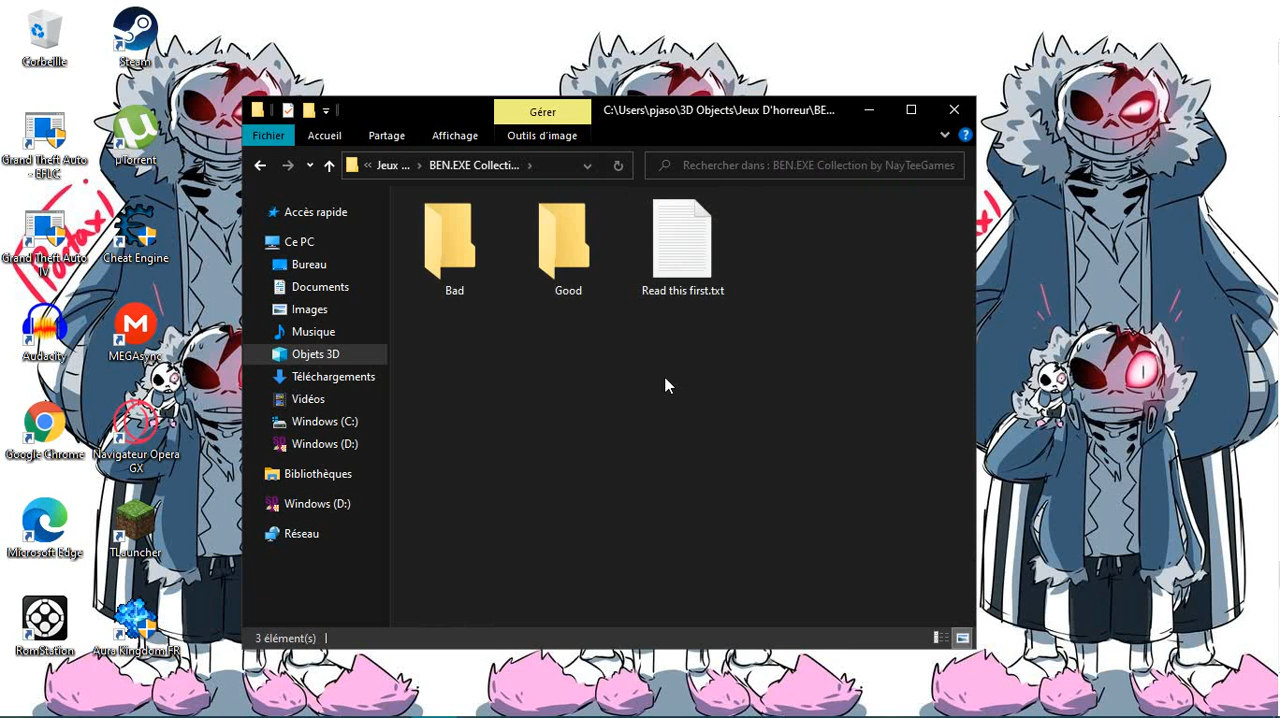 Corbeille
Steam
Grand Theft Auto
- EFLC
µTorrent
Grand Theft Auto
IV
Cheat Engine
Audacity
MEGAsync
Google Chrome
Navigateur Opera
GX
Microsoft Edge
TLauncher
RomStation
Aura Kingdom FR
Gérer
C:\Users\pjaso\3D Objects\Jeux D'horreur\BE...
Fichier
Accueil
Partage
Affichage
Outils d'image
« Jeux ... › BEN.EXE Collecti... ›
Rechercher dans : BEN.EXE Collection by NayTeeGames
Accès rapide
Ce PC
Bureau
Documents
Images
Musique
Objets 3D
Téléchargements
Vidéos
Windows (C:)
Windows (D:)
Bibliothèques
Windows (D:)
Réseau
Bad
Good
Read this first.txt
3 élément(s)